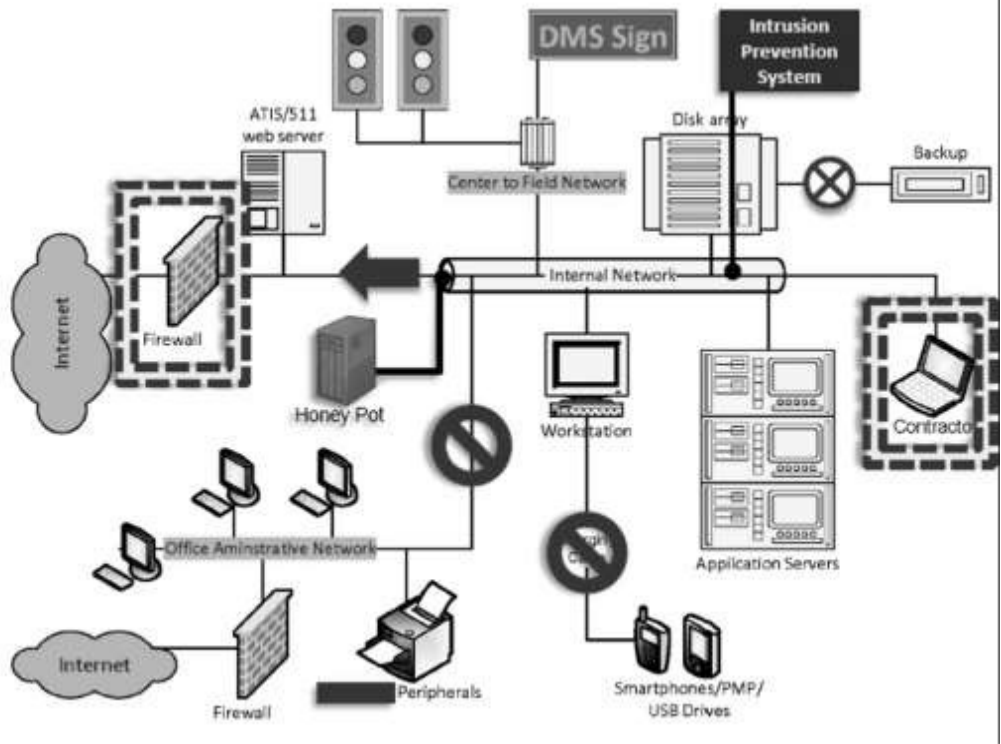 DMS Sign
Intrusion
Prevention
System
ATIS/511
web server
Disk array
Backup
Center to Field Network
Internet
Internal Network
Firewall
Honey Pot
Workstation
Contracto
Office Aminstrative Network
Application Servers
Internet
Peripherals
Firewall
Smartphones/PMP/
USB Drives